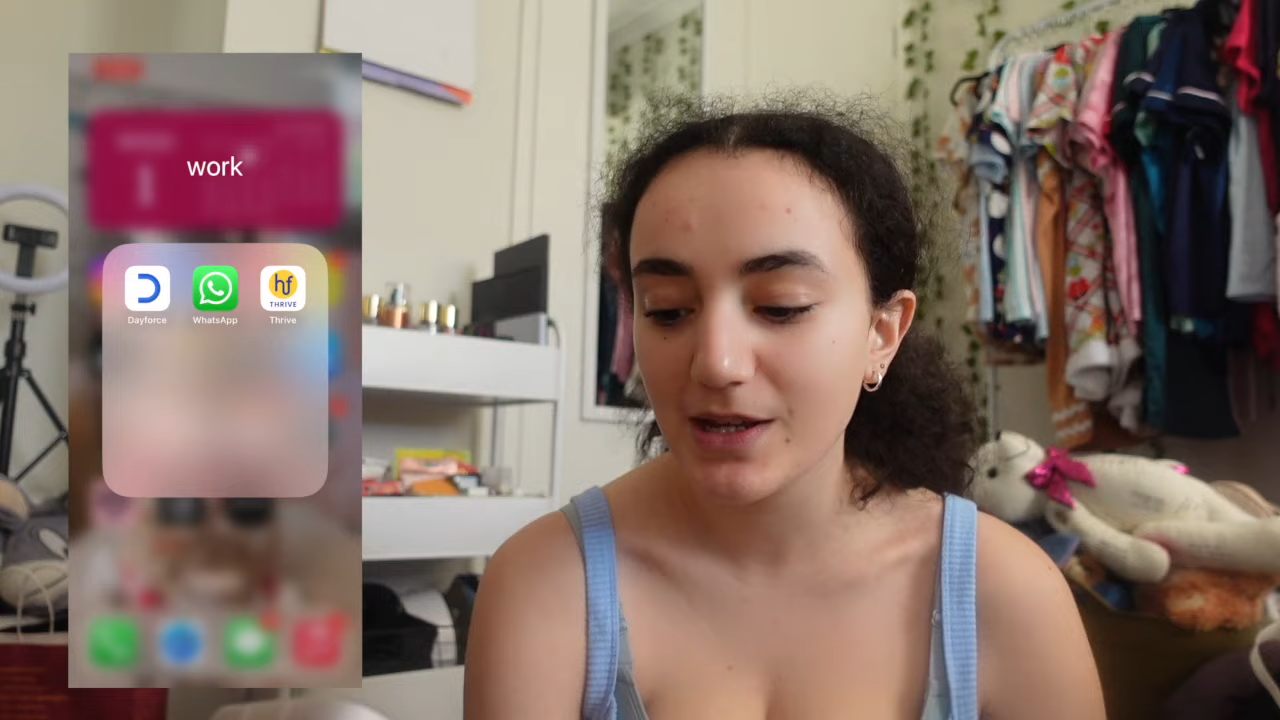 work
hf
THRIVE
Dayforce
WhatsApp
Thrive